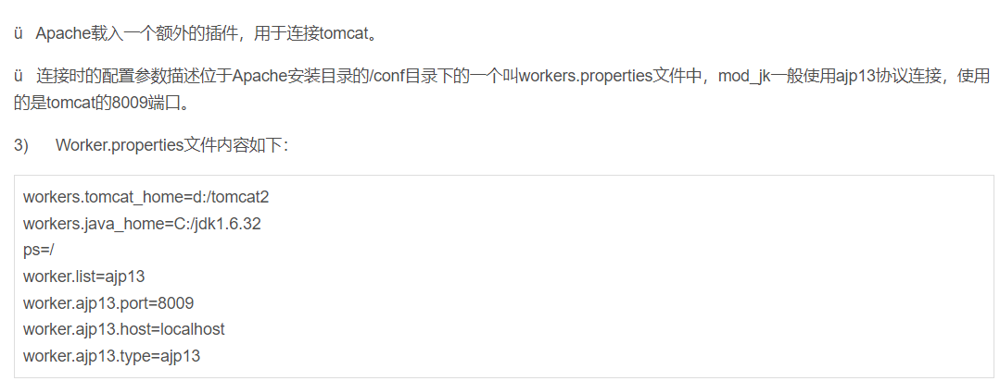 ü Apache载入一个额外的插件，用于连接tomcat。
ü 连接时的配置参数描述位于Apache安装目录的/conf目录下的一个叫workers.properties文件中，mod_jk一般使用ajp13协议连接，使用
的是tomcat的8009端口。
3) Worker.properties文件内容如下：
workers.tomcat_home=d:/tomcat2
workers.java_home=C:/jdk1.6.32
ps=/
worker.list=ajp13
worker.ajp13.port=8009
worker.ajp13.host=localhost
worker.ajp13.type=ajp13